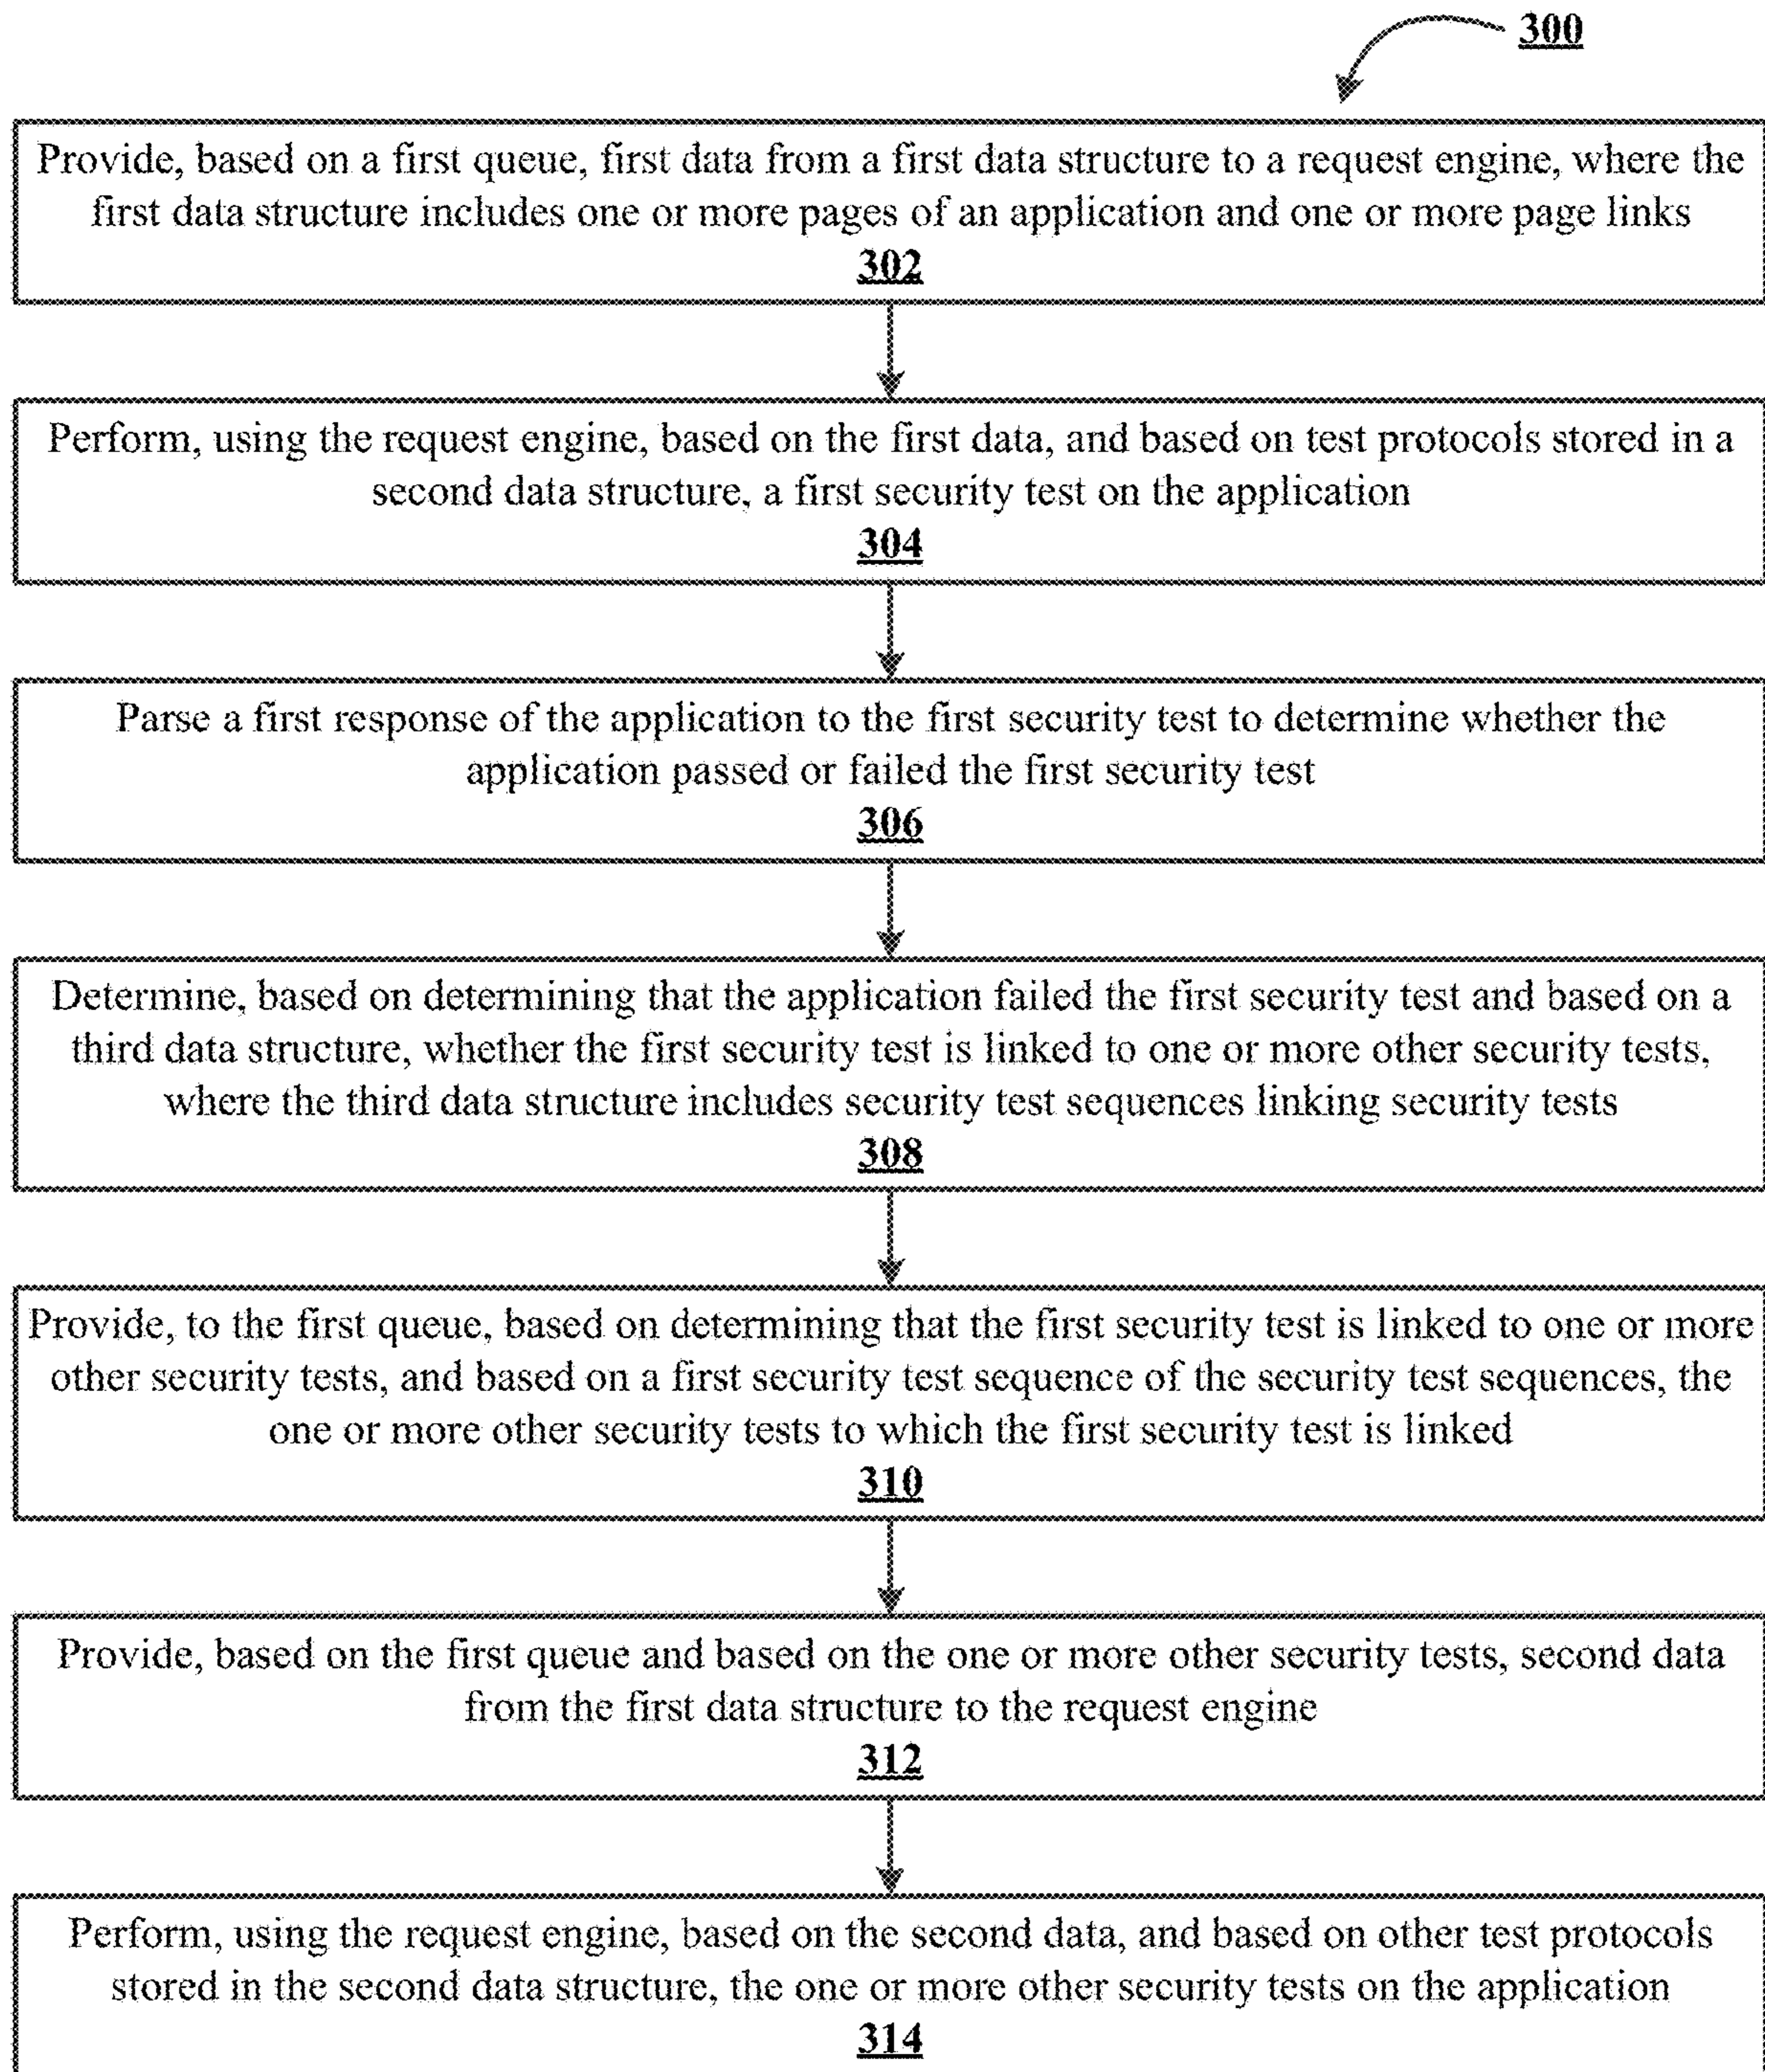 300
Provide, based on a first queue, first data from a first data structure to a request engine, where the
first data structure includes one or more pages of an application and one or more page links
302
Perform, using the request engine, based on the first data, and based on test protocols stored in a
second data structure, a first security test on the application
304
Parse a first response of the application to the first security test to determine whether the
application passed or failed the first security test
306
Determine, based on determining that the application failed the first security test and based on a
third data structure, whether the first security test is linked to one or more other security tests,
where the third data structure includes security test sequences linking security tests
308
Provide, to the first queue, based on determining that the first security test is linked to one or more
other security tests, and based on a first security test sequence of the security test sequences, the
one or more other security tests to which the first security test is linked
310
Provide, based on the first queue and based on the one or more other security tests, second data
from the first data structure to the request engine
312
Perform, using the request engine, based on the second data, and based on other test protocols
stored in the second data structure, the one or more other security tests on the application
314